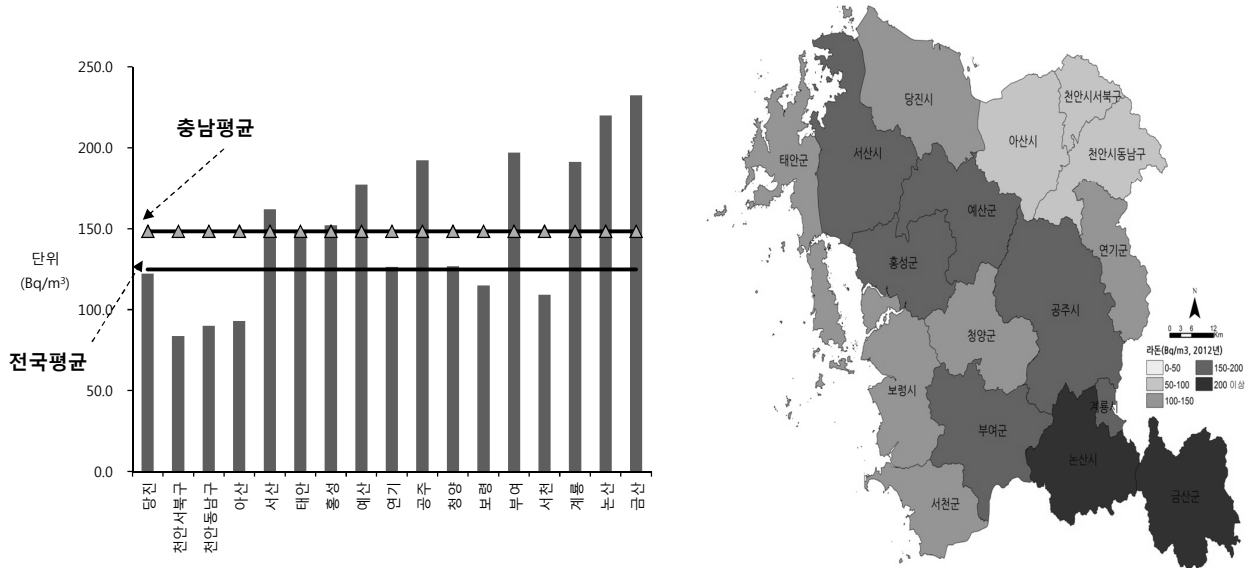 250.0
200.0
150.0
100.0
50.0
0.0
단위
(Bq/m³)
충남평균
전국평균
당진
천안서북구
천안동남구
아산
서산
태안
홍성
예산
연기
공주
청양
보령
부여
서천
계룡
논산
금산
당진시
천안시서북구
아산시
천안시동남구
태안군
서산시
예산군
연기군
홍성군
공주시
청양군
보령시
계룡시
부여군
논산시
서천군
금산군
N
0 3 6 12
Km
라돈(Bq/m3, 2012년)
0-50
50-100
100-150
150-200
200 이상